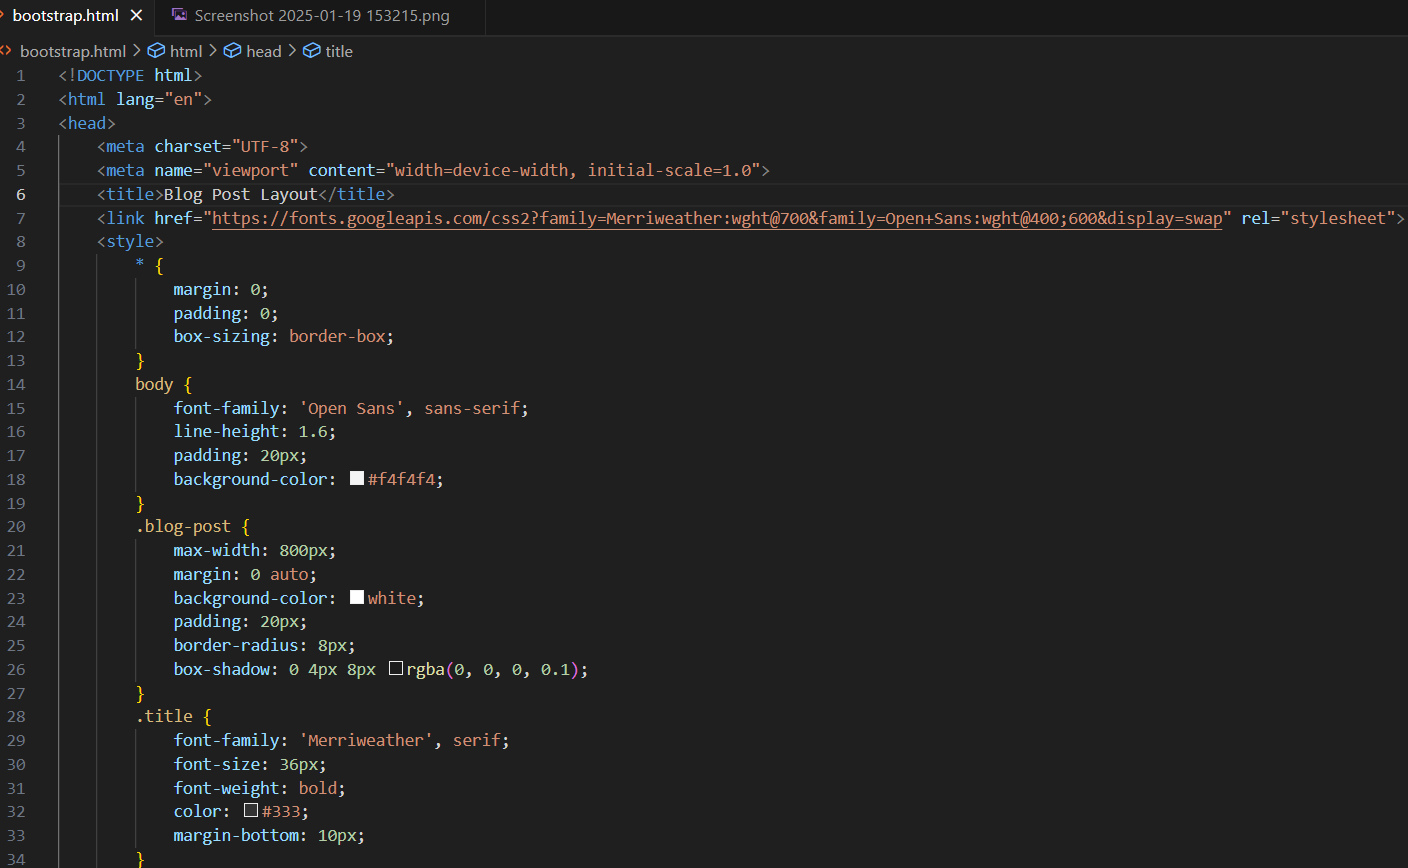 bootstrap.html Screenshot 2025-01-19 153215.png
bootstrap.html > html > head > title
1 <!DOCTYPE html>
2 <html lang="en">
3 <head>
4 <meta charset="UTF-8">
5 <meta name="viewport" content="width=device-width, initial-scale=1.0">
6 <title>Blog Post Layout</title>
7 <link href="https://fonts.googleapis.com/css2?family=Merriweather:wght@700&family=Open+Sans:wght@400;600&display=swap" rel="stylesheet">
8 <style>
9 * {
10 margin: 0;
11 padding: 0;
12 box-sizing: border-box;
13 }
14 body {
15 font-family: 'Open Sans', sans-serif;
16 line-height: 1.6;
17 padding: 20px;
18 background-color: #f4f4f4;
19 }
20 .blog-post {
21 max-width: 800px;
22 margin: 0 auto;
23 background-color: white;
24 padding: 20px;
25 border-radius: 8px;
26 box-shadow: 0 4px 8px rgba(0, 0, 0, 0.1);
27 }
28 .title {
29 font-family: 'Merriweather', serif;
30 font-size: 36px;
31 font-weight: bold;
32 color: #333;
33 margin-bottom: 10px;
34 }